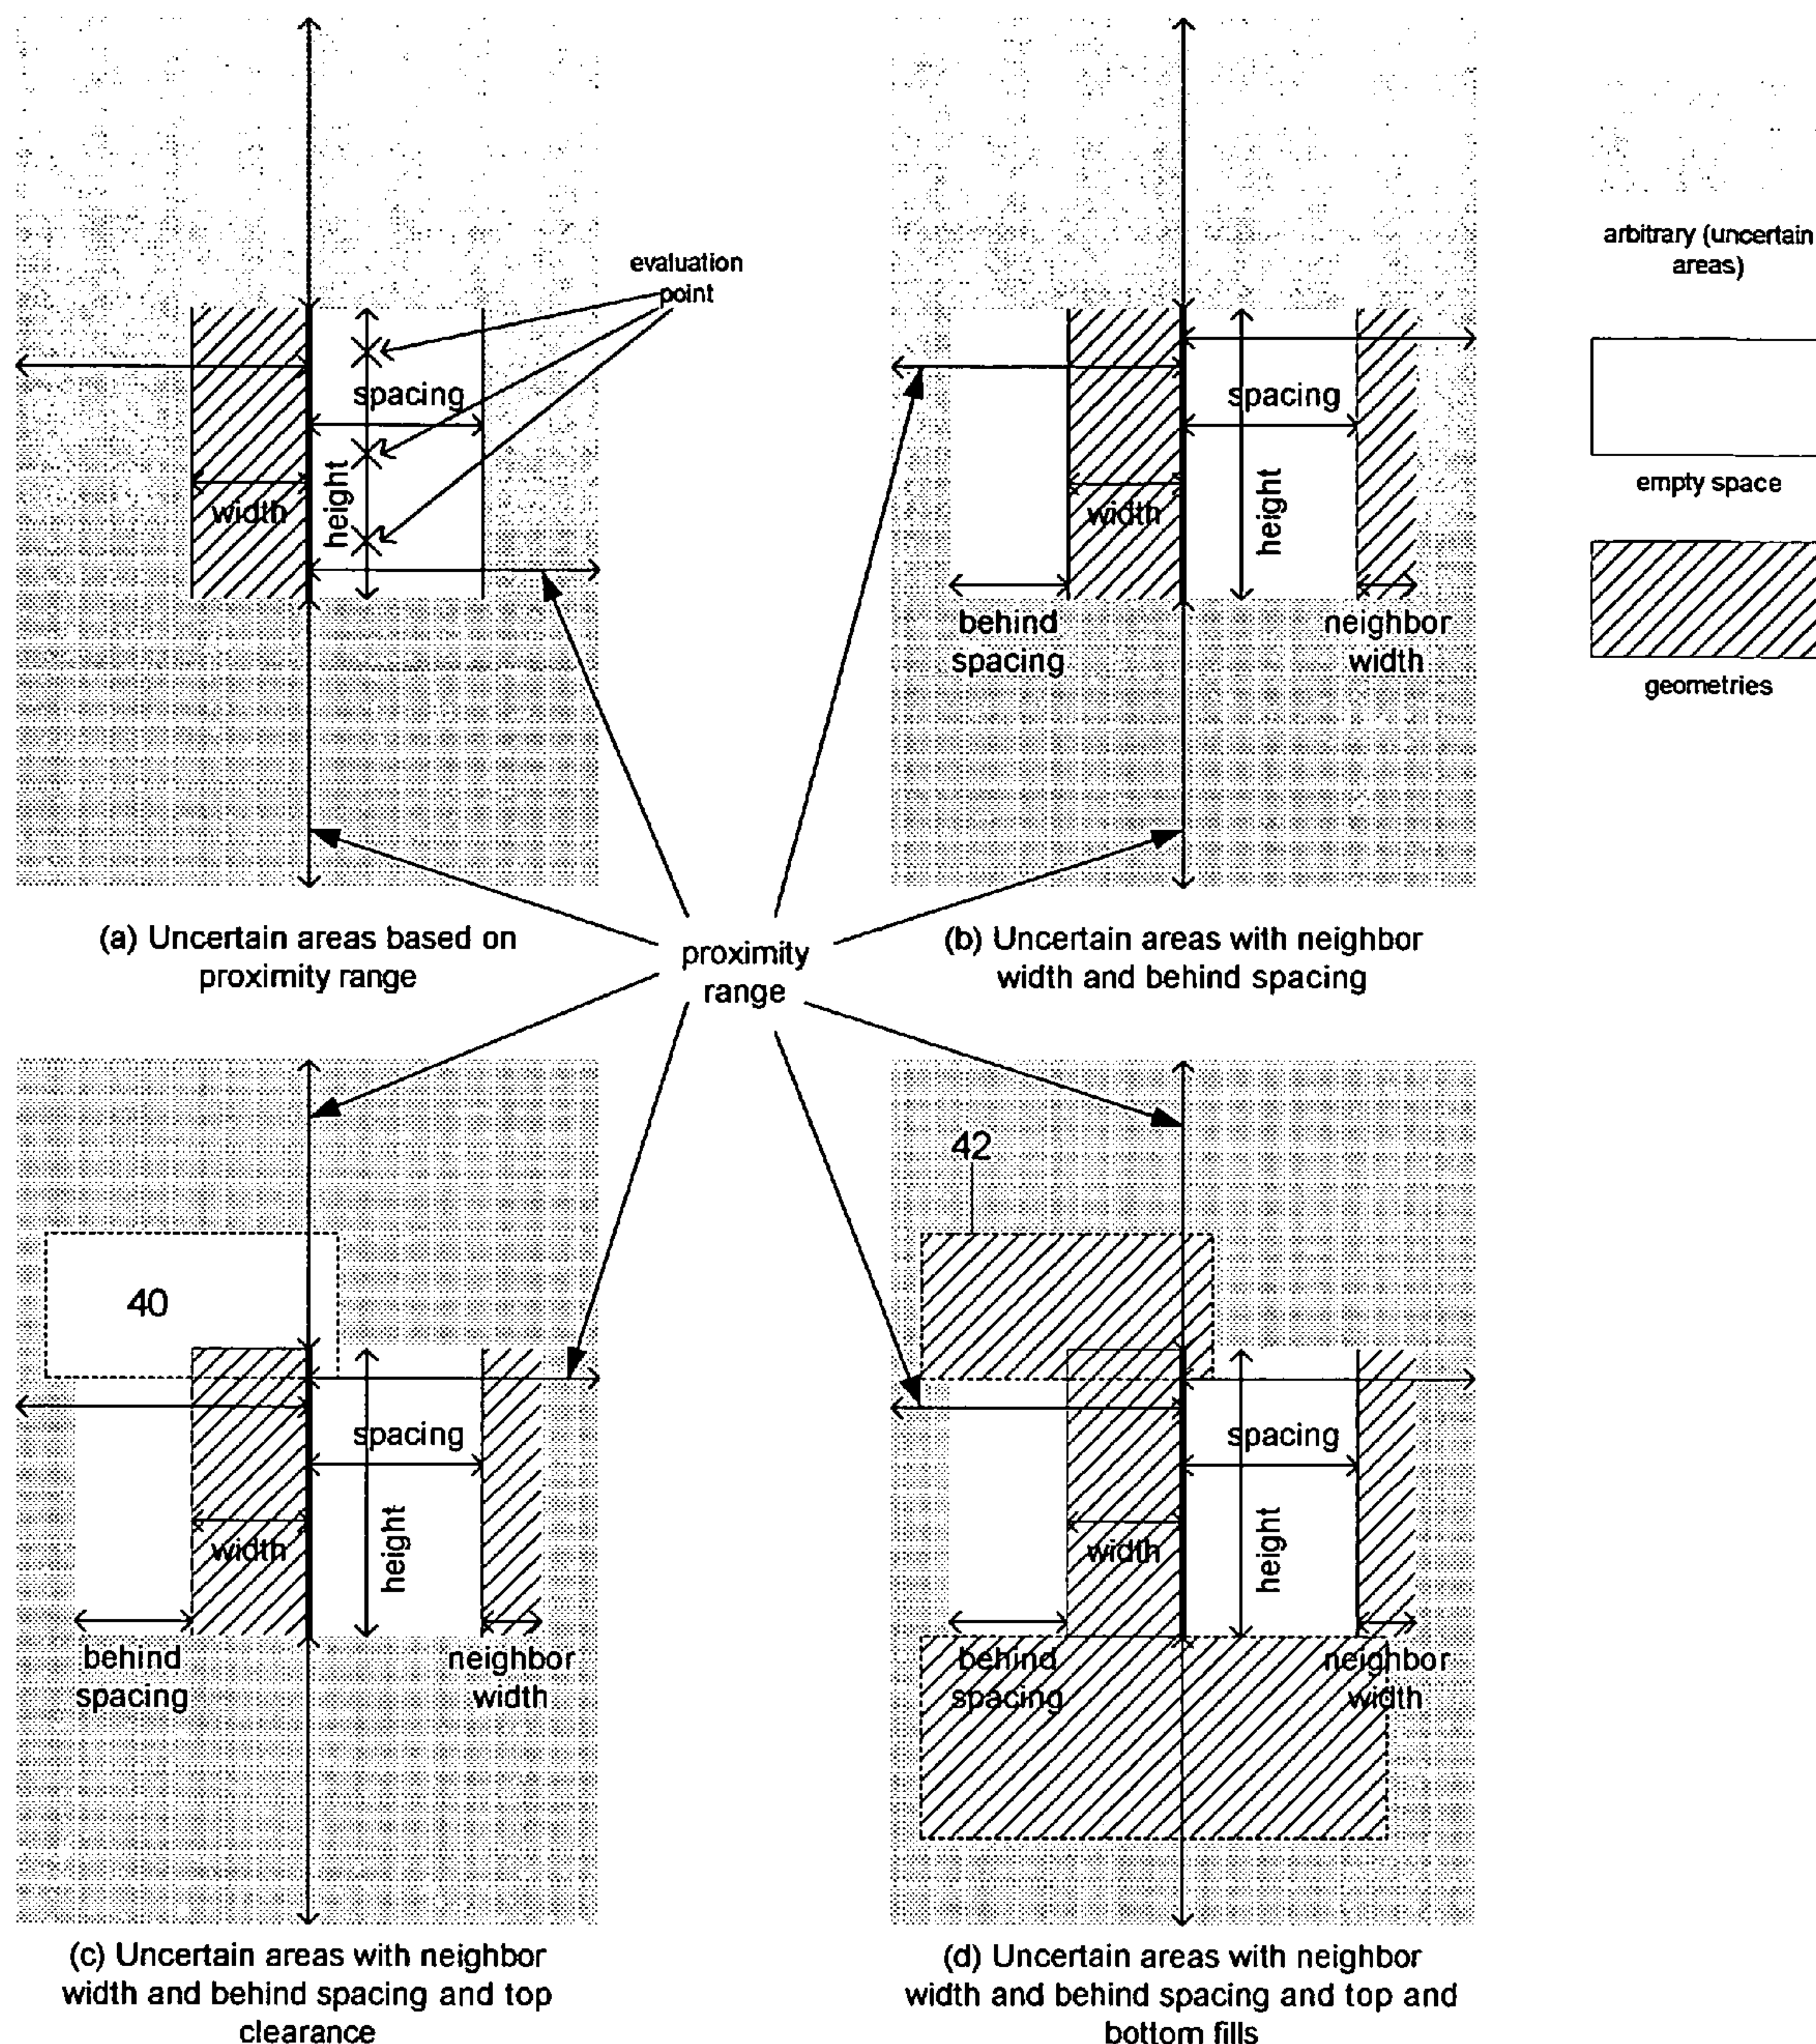 evaluation
point
spacing
width
height
(a) Uncertain areas based on
proximity range
spacing
width
height
behind
spacing
neighbor
width
(b) Uncertain areas with neighbor
width and behind spacing
arbitrary (uncertain
areas)
empty space
geometries
proximity
range
40
spacing
width
height
behind
spacing
neighbor
width
(c) Uncertain areas with neighbor
width and behind spacing and top
clearance
42
spacing
width
height
behind
spacing
neighbor
width
(d) Uncertain areas with neighbor
width and behind spacing and top and
bottom fills